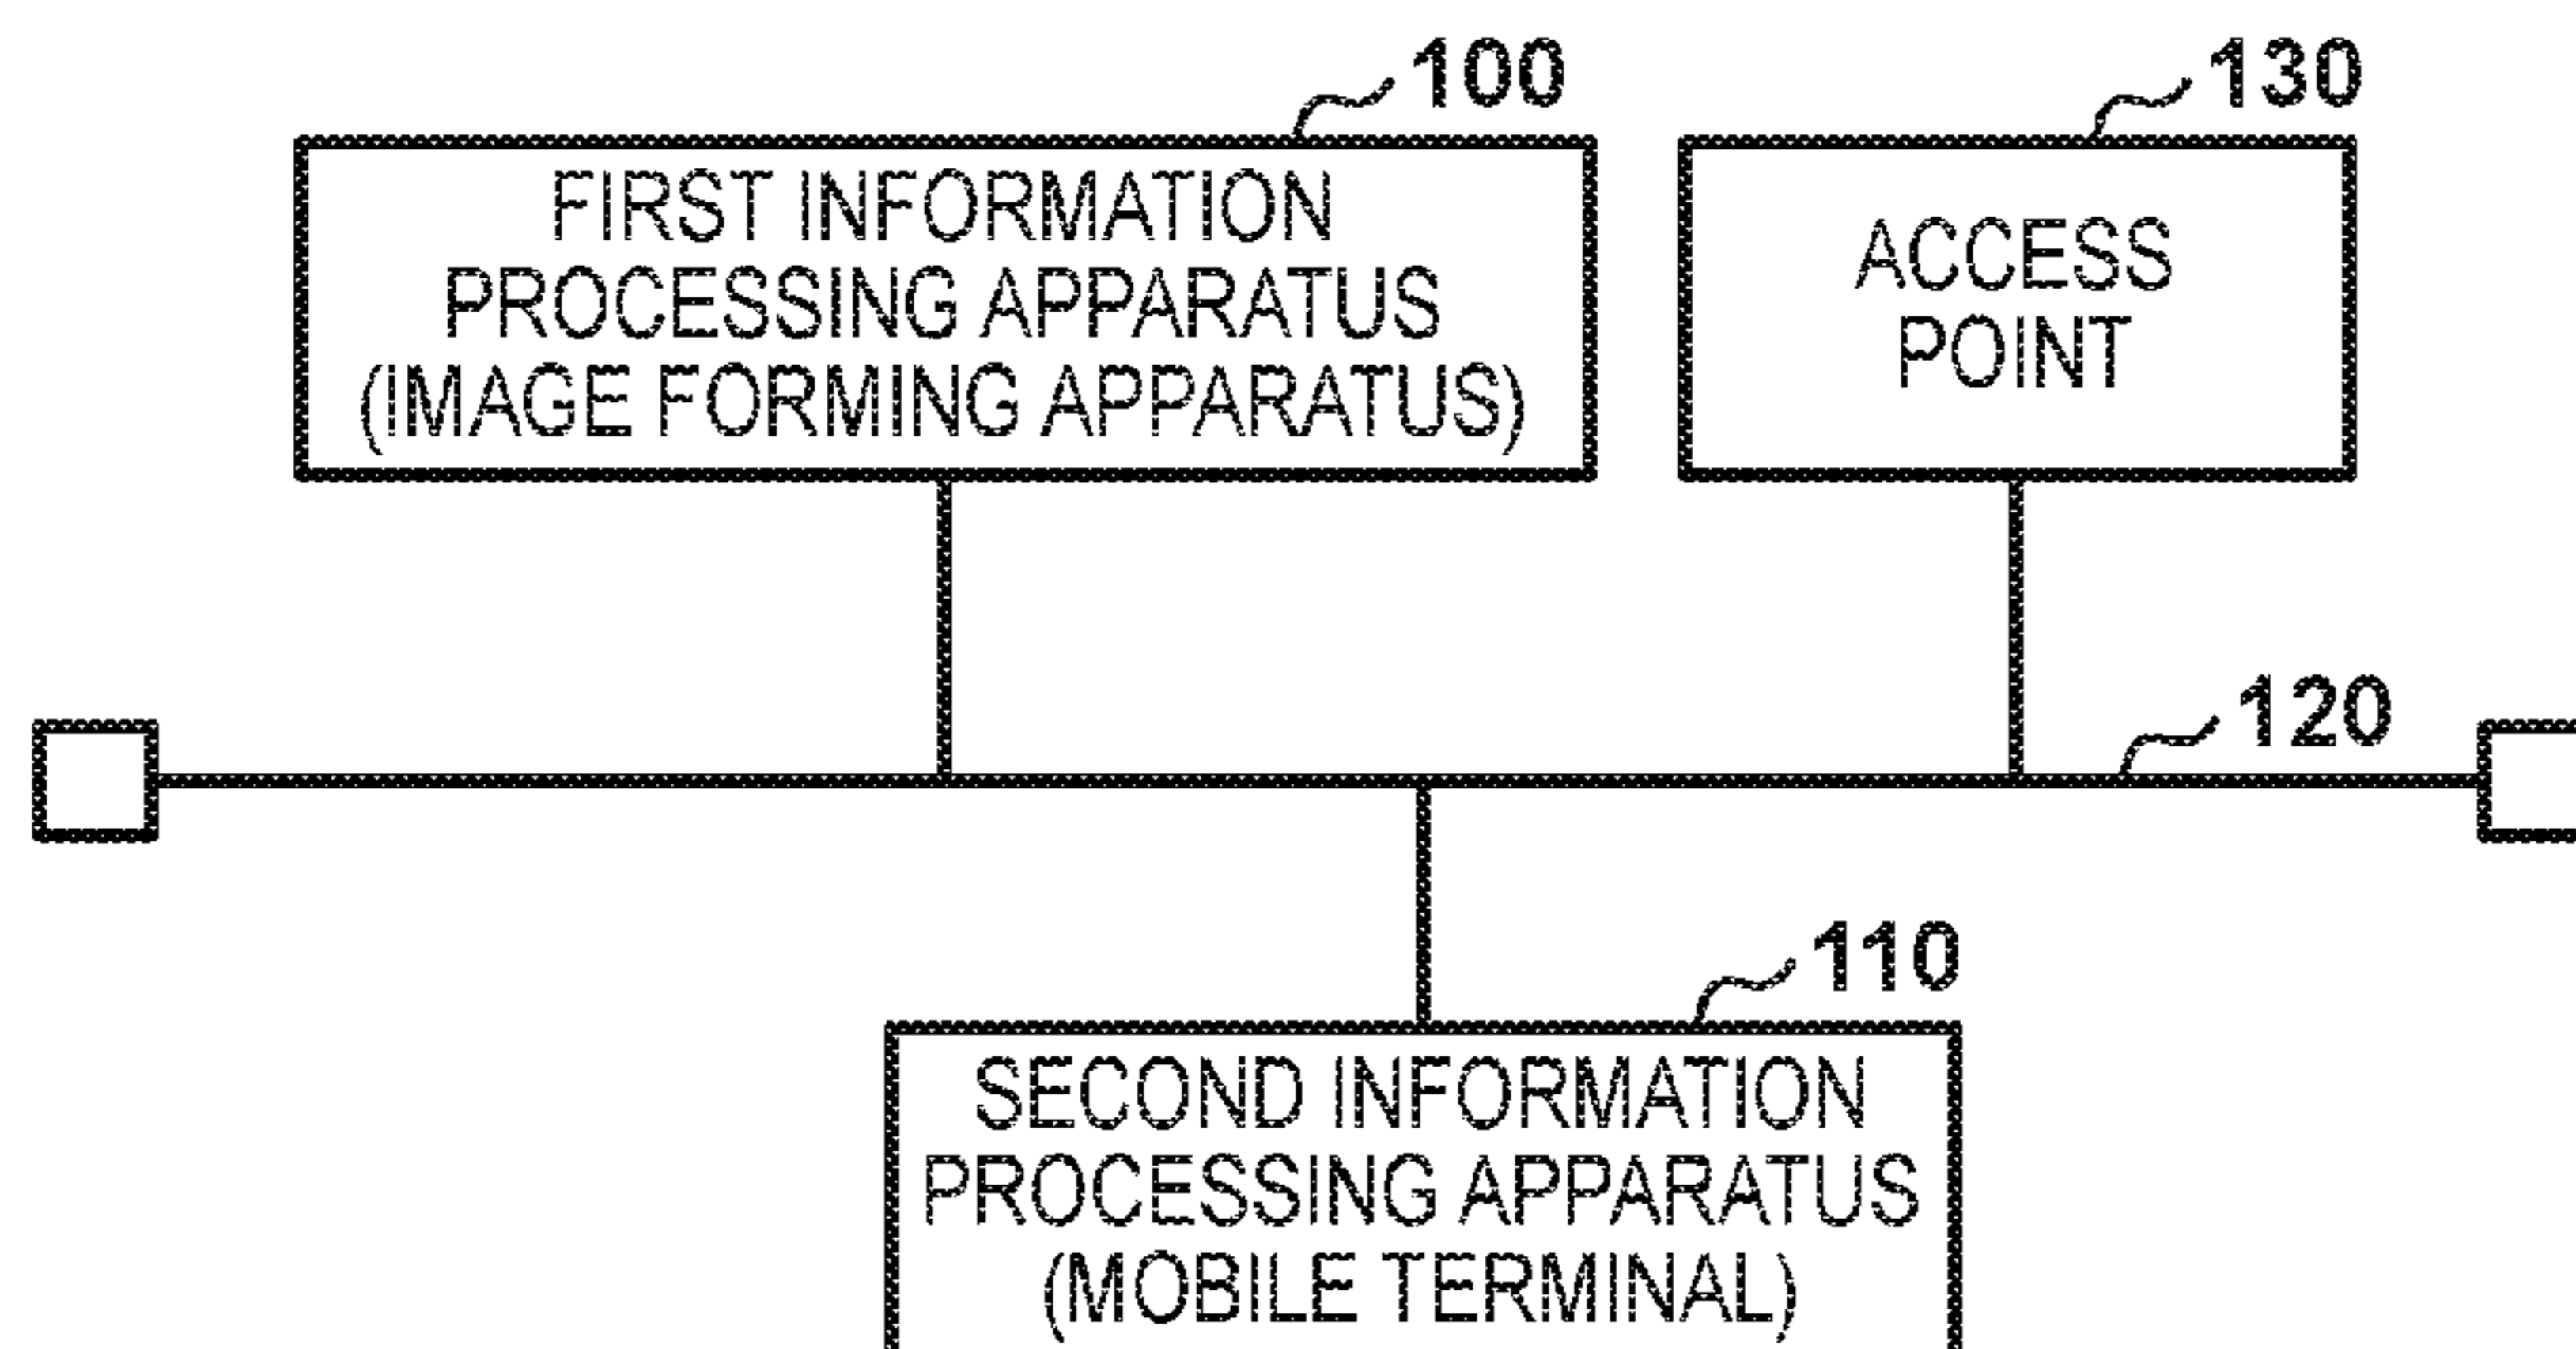 100
FIRST INFORMATION
PROCESSING APPARATUS
(IMAGE FORMING APPARATUS)
130
ACCESS
POINT
120
110
SECOND INFORMATION
PROCESSING APPARATUS
(MOBILE TERMINAL)